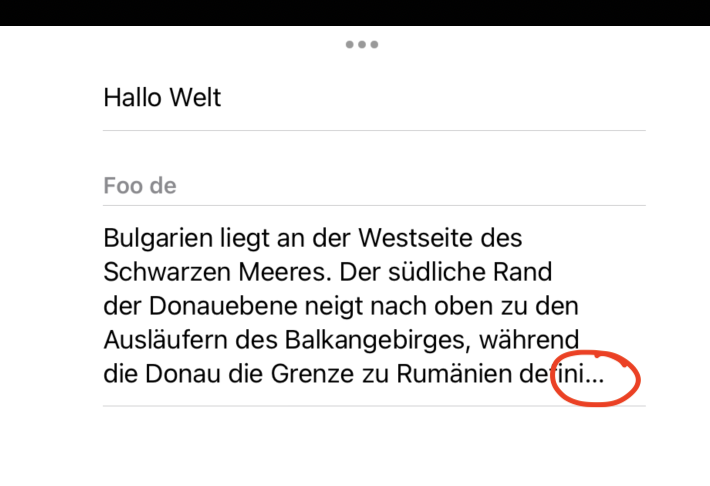 Hallo Welt
Foo de
Bulgarien liegt an der Westseite des
Schwarzen Meeres. Der südliche Rand
der Donauebene neigt nach oben zu den
Ausläufern des Balkangebirges, während
die Donau die Grenze zu Rumänien defini...